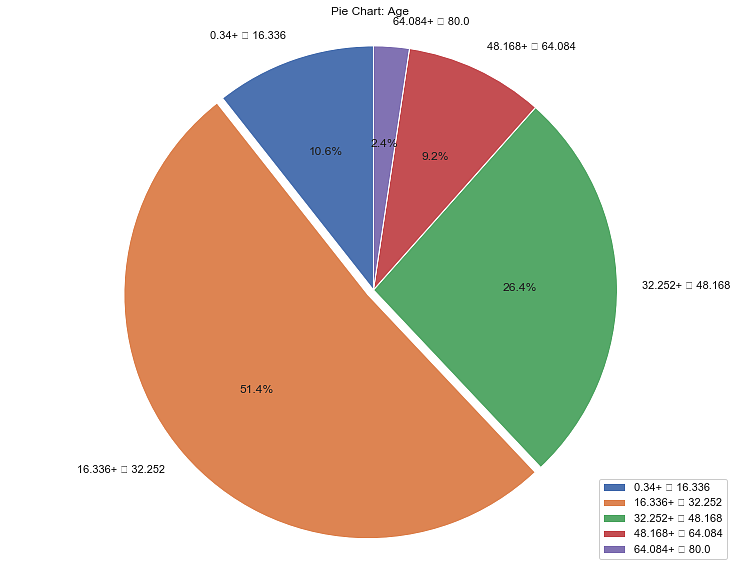 Pie Chart: Age
64.084+ □ 80.0
0.34+ □ 16.336
48.168+ □ 64.084
2.4%
10.6%
9.2%
32.252+ □ 48.168
26.4%
51.4%
16.336+ □ 32.252
0.34+ □ 16.336
16.336+ □ 32.252
32.252+ □ 48.168
48.168+ □ 64.084
64.084+ □ 80.0